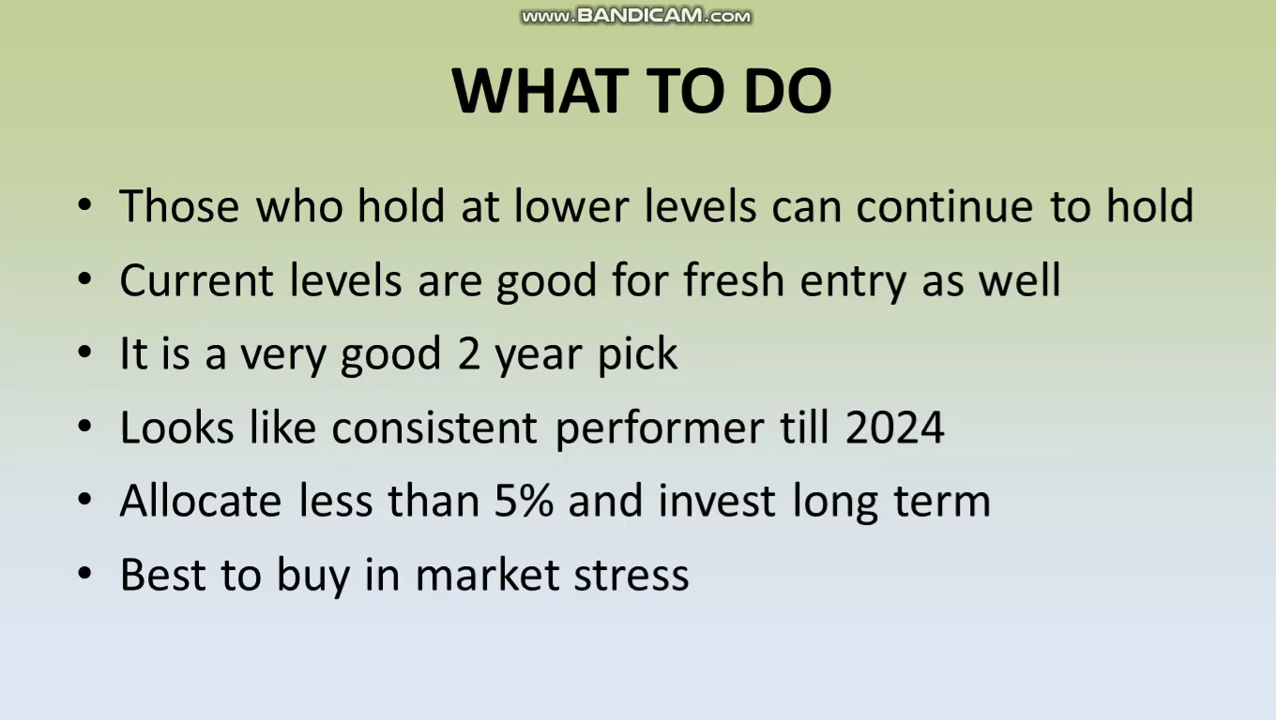 www.BANDICAM.com
WHAT TO DO
• Those who hold at lower levels can continue to hold
• Current levels are good for fresh entry as well
• It is a very good 2 year pick
• Looks like consistent performer till 2024
• Allocate less than 5% and invest long term
• Best to buy in market stress